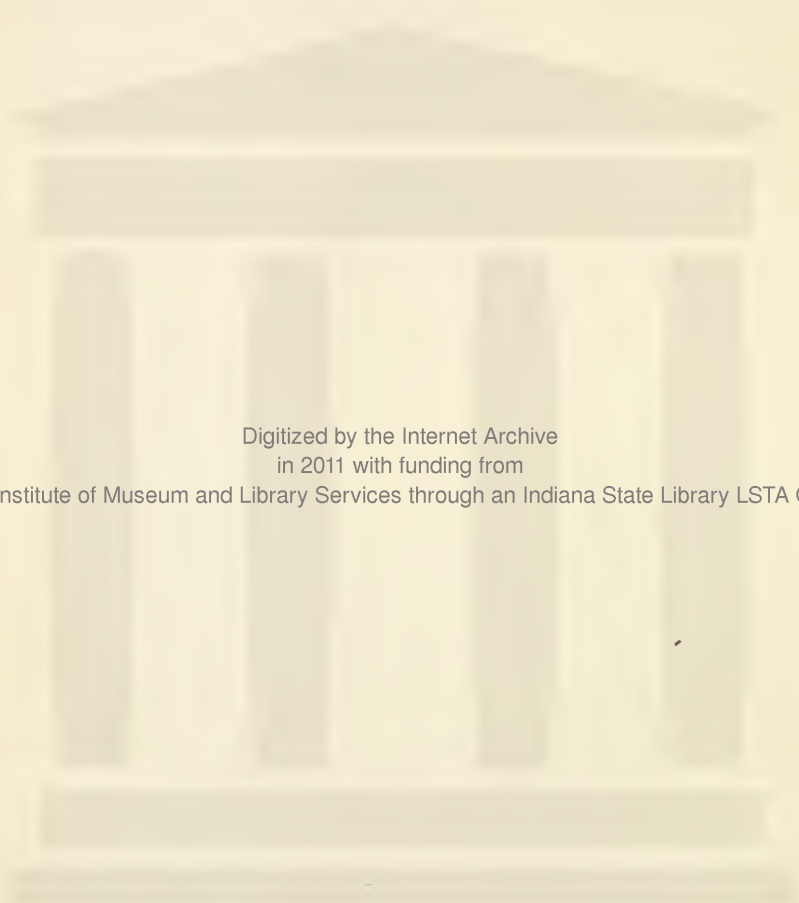 Digitized by the Internet Archive
in 2011 with funding from
nstitute of Museum and Library Services through an Indiana State Library LSTA